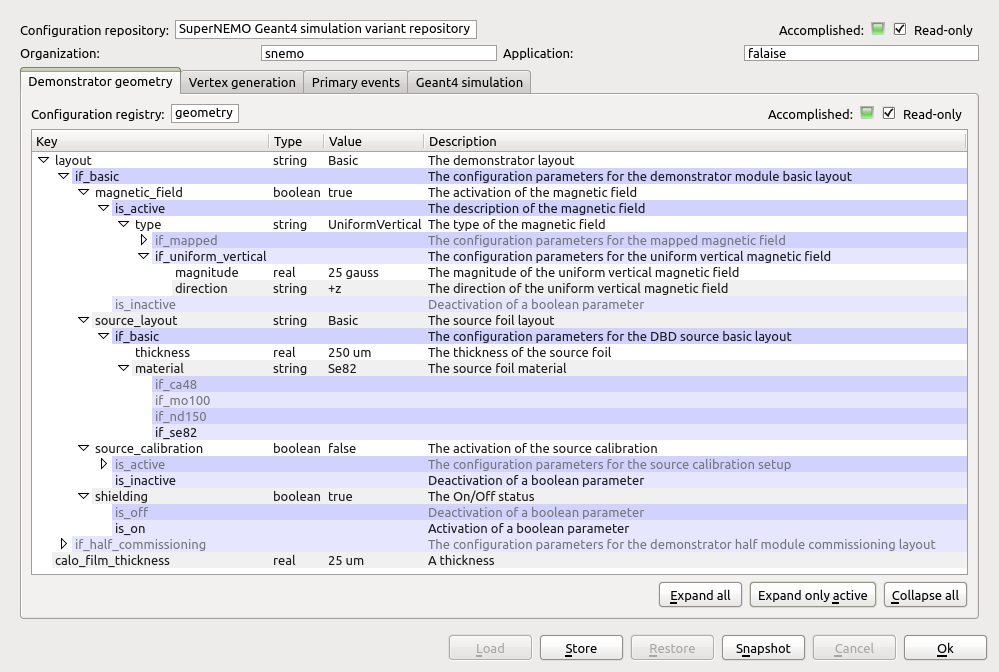 Configuration repository: SuperNEMO Geant4 simulation variant repository Accomplished: Read-only
Organization: snemo Application: falaise
Demonstrator geometry Vertex generation Primary events Geant4 simulation
Configuration registry: geometry Accomplished: Read-only
Key Type Value Description
layout string Basic The demonstrator layout
if_basic The configuration parameters for the demonstrator module basic layout
magnetic_field boolean true The activation of the magnetic field
is_active The description of the magnetic field
type string UniformVertical The type of the magnetic field
if_mapped The configuration parameters for the mapped magnetic field
if_uniform_vertical The configuration parameters for the uniform vertical magnetic field
magnitude real 25 gauss The magnitude of the uniform vertical magnetic field
direction string +z The direction of the uniform vertical magnetic field
is_inactive Deactivation of a boolean parameter
source_layout string Basic The source foil layout
if_basic The configuration parameters for the DBD source basic layout
thickness real 250 um The thickness of the source foil
material string Se82 The source foil material
if_ca48
if_mo100
if_nd150
if_se82
source_calibration boolean false The activation of the source calibration
is_active The configuration parameters for the source calibration setup
is_inactive Deactivation of a boolean parameter
shielding boolean true The On/Off status
is_off Deactivation of a boolean parameter
is_on Activation of a boolean parameter
if_half_commissioning The configuration parameters for the demonstrator half module commissioning layout
calo_film_thickness real 25 um A thickness
Expand all Expand only active Collapse all
Load Store Restore Snapshot Cancel Ok